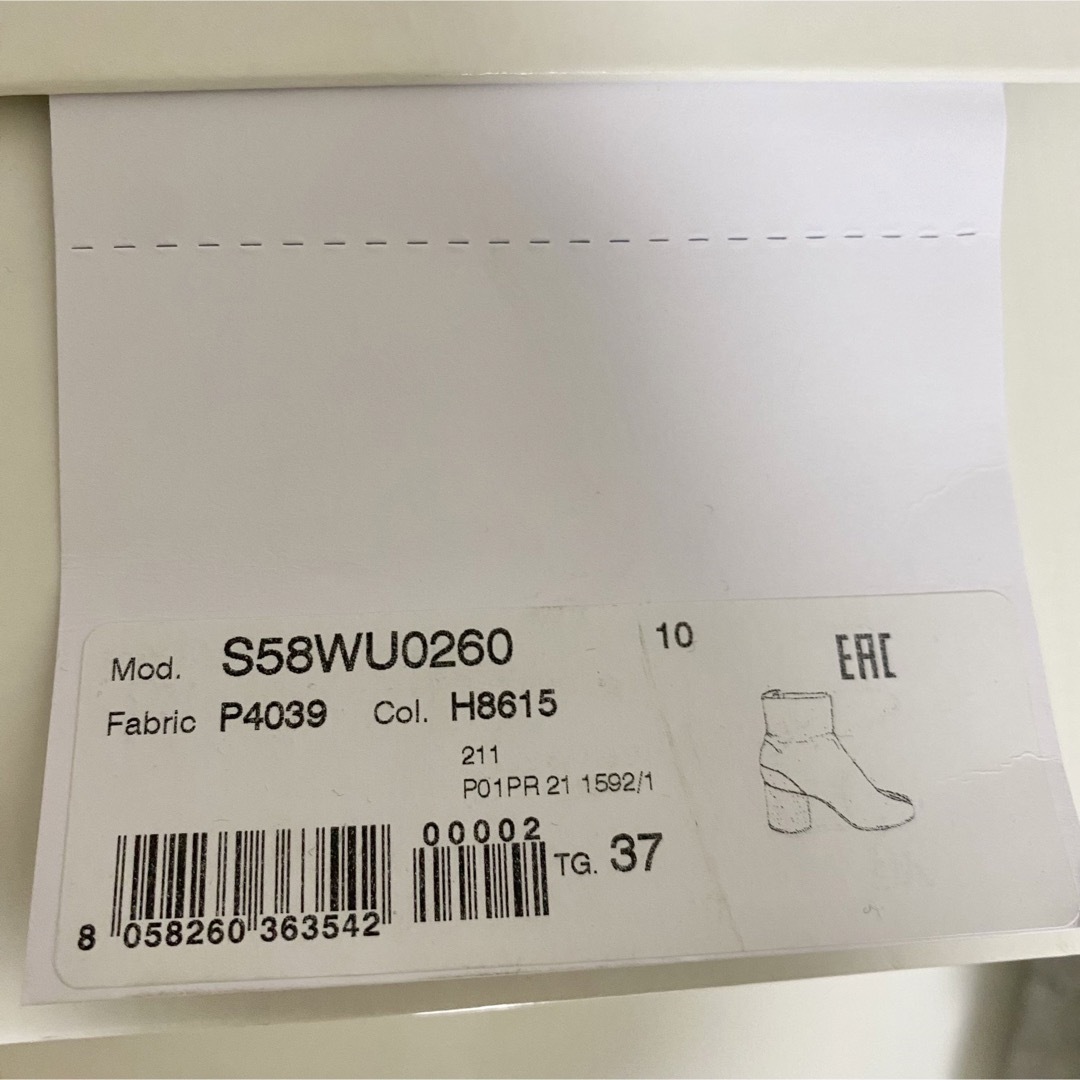 Mod. S58WU0260 10 EAC
Fabric P4039 Col. H8615
211
P01PR 21 1592/1
00002
TG. 37
8 058260 363542